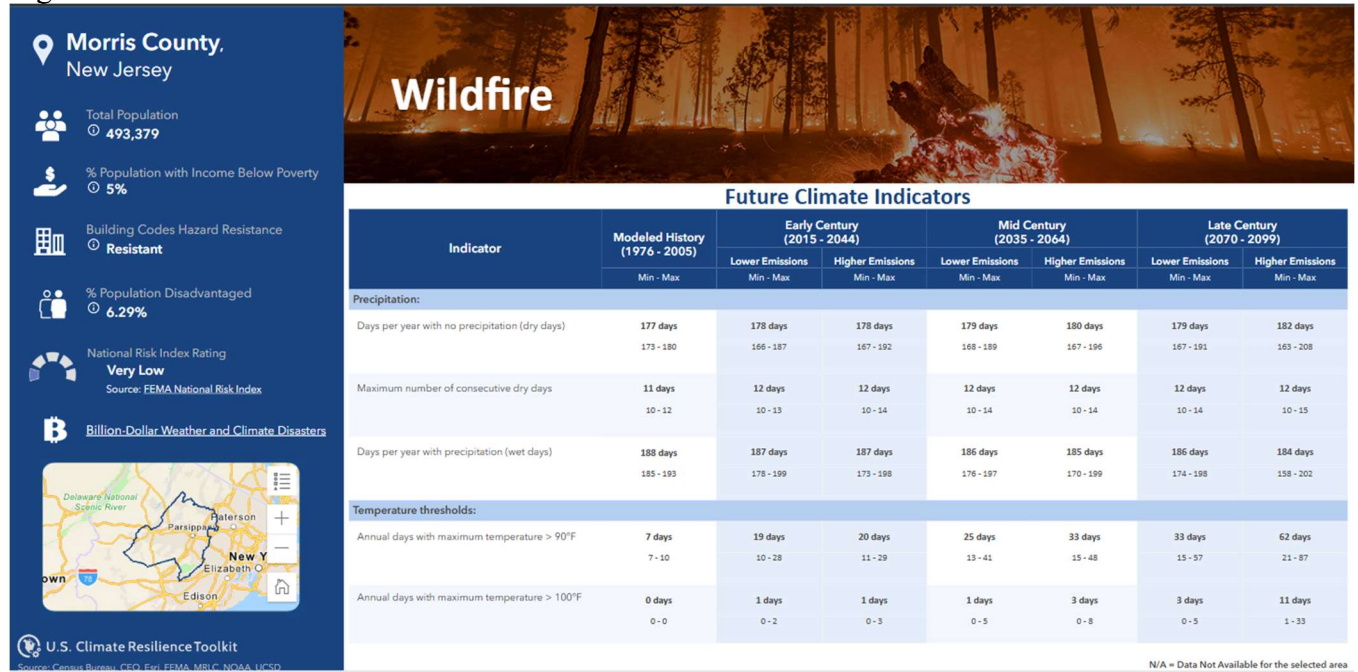 Morris County,
New Jersey
Total Population
493,379
% Population with Income Below Poverty
5%
Building Codes Hazard Resistance
Resistant
% Population Disadvantaged
6.29%
National Risk Index Rating
Very Low
Source: FEMA National Risk Index
Billion-Dollar Weather and Climate Disasters
Delaware National
Scenic River
Paterson
Parsippany
New Y
Elizabeth
own
78
Edison
U.S. Climate Resilience Toolkit
Source: Census Bureau, CEQ, Esri, FEMA, MRLC, NOAA, UCSD
Wildfire
Future Climate Indicators
Indicator
Modeled History
(1976 - 2005)
Early Century
(2015 - 2044)
Mid Century
(2035 - 2064)
Late Century
(2070 - 2099)
Lower Emissions Higher Emissions Lower Emissions Higher Emissions Lower Emissions Higher Emissions
Min - Max Min - Max Min - Max Min - Max Min - Max Min - Max Min - Max
Precipitation:
Days per year with no precipitation (dry days) 177 days 178 days 178 days 179 days 180 days 179 days 182 days
173 - 180 166 - 187 167 - 192 168 - 189 167 - 196 167 - 191 163 - 208
Maximum number of consecutive dry days 11 days 12 days 12 days 12 days 12 days 12 days 12 days
10 - 12 10 - 13 10 - 14 10 - 14 10 - 14 10 - 14 10 - 15
Days per year with precipitation (wet days) 188 days 187 days 187 days 186 days 185 days 186 days 184 days
185 - 193 178 - 199 173 - 198 176 - 197 170 - 199 174 - 198 158 - 202
Temperature thresholds:
Annual days with maximum temperature > 90°F 7 days 19 days 20 days 25 days 33 days 33 days 62 days
7 - 10 10 - 28 11 - 29 13 - 41 15 - 48 15 - 57 21 - 87
Annual days with maximum temperature > 100°F 0 days 1 days 1 days 1 days 3 days 3 days 11 days
0 - 0 0 - 2 0 - 3 0 - 5 0 - 8 0 - 5 1 - 33
N/A = Data Not Available for the selected area